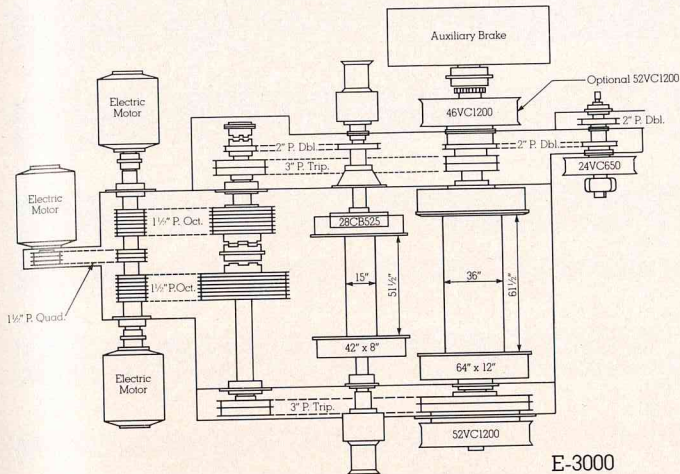 Auxiliary Brake
Optional 52VC1200
46VC1200
Electric
Motor
2" P. Dbl.
2" P. Dbl.
2" P. Dbl.
3" P. Trip.
24VC650
Electric
Motor
1½" P. Oct.
28CB525
15"
51½"
36"
61½"
1½" P.Oct.
1½" P. Quad.
42" x 8"
64" x 12"
Electric
Motor
3" P. Trip.
52VC1200
E-3000